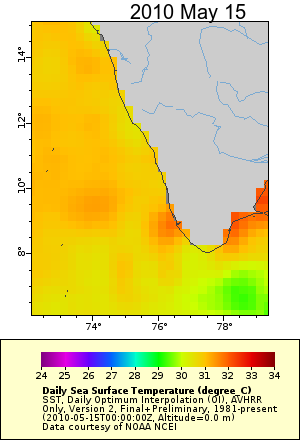 2010 May 15
14°
12°
10°
8°
74°
76°
78°
24 25 26 27 28 29 30 31 32 33 34
Daily Sea Surface Temperature (degree_C)
SST, Daily Optimum Interpolation (OI), AVHRR
Only, Version 2, Final+Preliminary, 1981-present
(2010-05-15T00:00:00Z, Altitude=0.0 m)
Data courtesy of NOAA NCEI